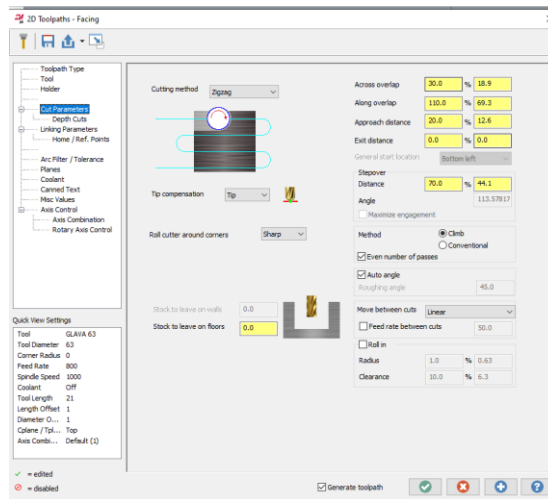 2D Toolpaths - Facing
Toolpath Type
Tool
Holder
Cut Parameters
Depth Cuts
Linking Parameters
Home / Ref. Points
Arc Filter / Tolerance
Planes
Coolant
Canned Text
Misc Values
Axis Control
Axis Combination
Rotary Axis Control
Quick View Settings
Tool GLAVA 63
Tool Diameter 63
Corner Radius 0
Feed Rate 800
Spindle Speed 1000
Coolant Off
Tool Length 21
Length Offset 1
Diameter O... 1
Cplane / Tpl... Top
Axis Combi... Default (1)
= edited
= disabled
Cutting method Zigzag
Tip compensation Tip
Roll cutter around corners Sharp
Stock to leave on walls 0.0
Stock to leave on floors 0.0
Across overlap 30.0 % 18.9
Along overlap 110.0 % 69.3
Approach distance 20.0 % 12.6
Exit distance 0.0 % 0.0
General start location Bottom left
Stepover
Distance 70.0 % 44.1
Angle 113.57817
Maximize engagement
Method Climb
Conventional
Even number of passes
Auto angle
Roughing angle 45.0
Move between cuts Linear
Feed rate between cuts 50.0
Roll in
Radius 1.0 % 0.63
Clearance 10.0 % 6.3
Generate toolpath